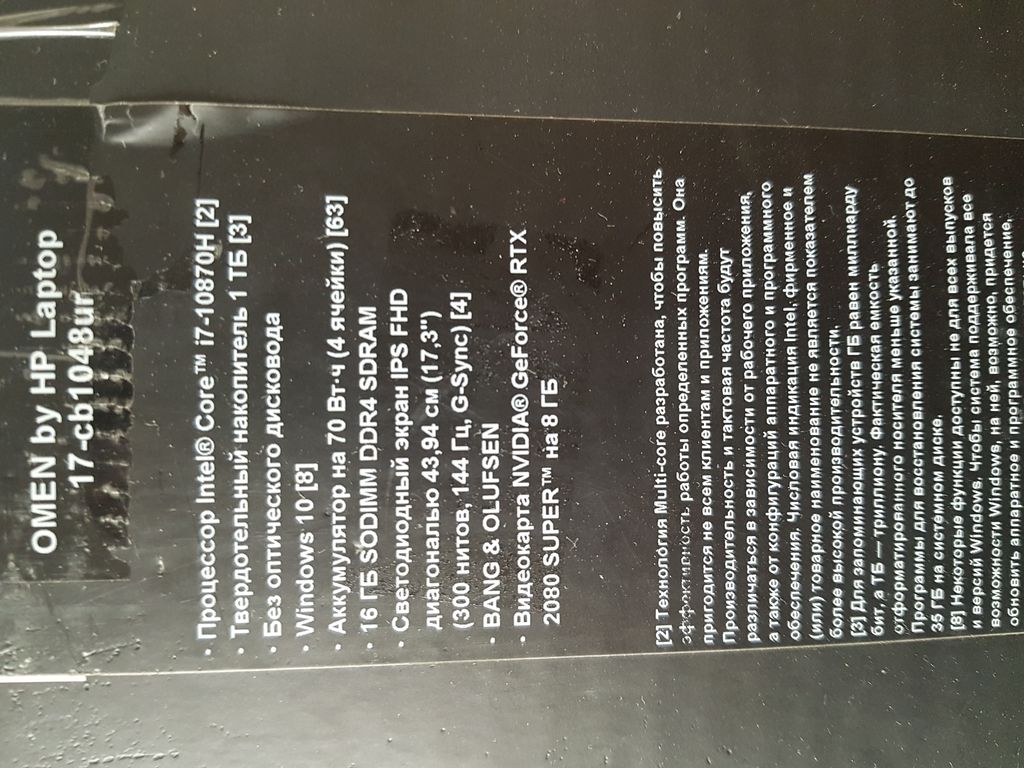 OMEN by HP Laptop
17-cb1048ur
• Процессор Intel® Core™ i7-10870H [2]
• Твердотельный накопитель 1 ТБ [3]
• Без оптического дисковода
• Windows 10 [8]
• Аккумулятор на 70 Вт·ч (4 ячейки) [63]
• 16 ГБ SODIMM DDR4 SDRAM
• Светодиодный экран IPS FHD
диагональю 43,94 см (17,3")
(300 нитов, 144 Гц, G-Sync) [4]
• BANG & OLUFSEN
• Видеокарта NVIDIA® GeForce® RTX
2080 SUPER™ на 8 ГБ
[2] Технология Multi-core разработана, чтобы повысить
эффективность работы определенных программ. Она
пригодится не всем клиентам и приложениям.
Производительность и тактовая частота будут
различаться в зависимости от рабочего приложения,
а также от конфигураций аппаратного и программного
обеспечения. Числовая индикация Intel, фирменное и
(или) товарное наименование не является показателем
более высокой производительности.
[3] Для запоминающих устройств ГБ равен миллиарду
бит, а ТБ — триллиону. Фактическая емкость
отформатированного носителя меньше указанной.
Программы для восстановления системы занимают до
35 ГБ на системном диске.
[8] Некоторые функции доступны не для всех выпусков
и версий Windows. Чтобы система поддерживала все
возможности Windows, на ней, возможно, придется
обновить аппаратное и программное обеспечение,